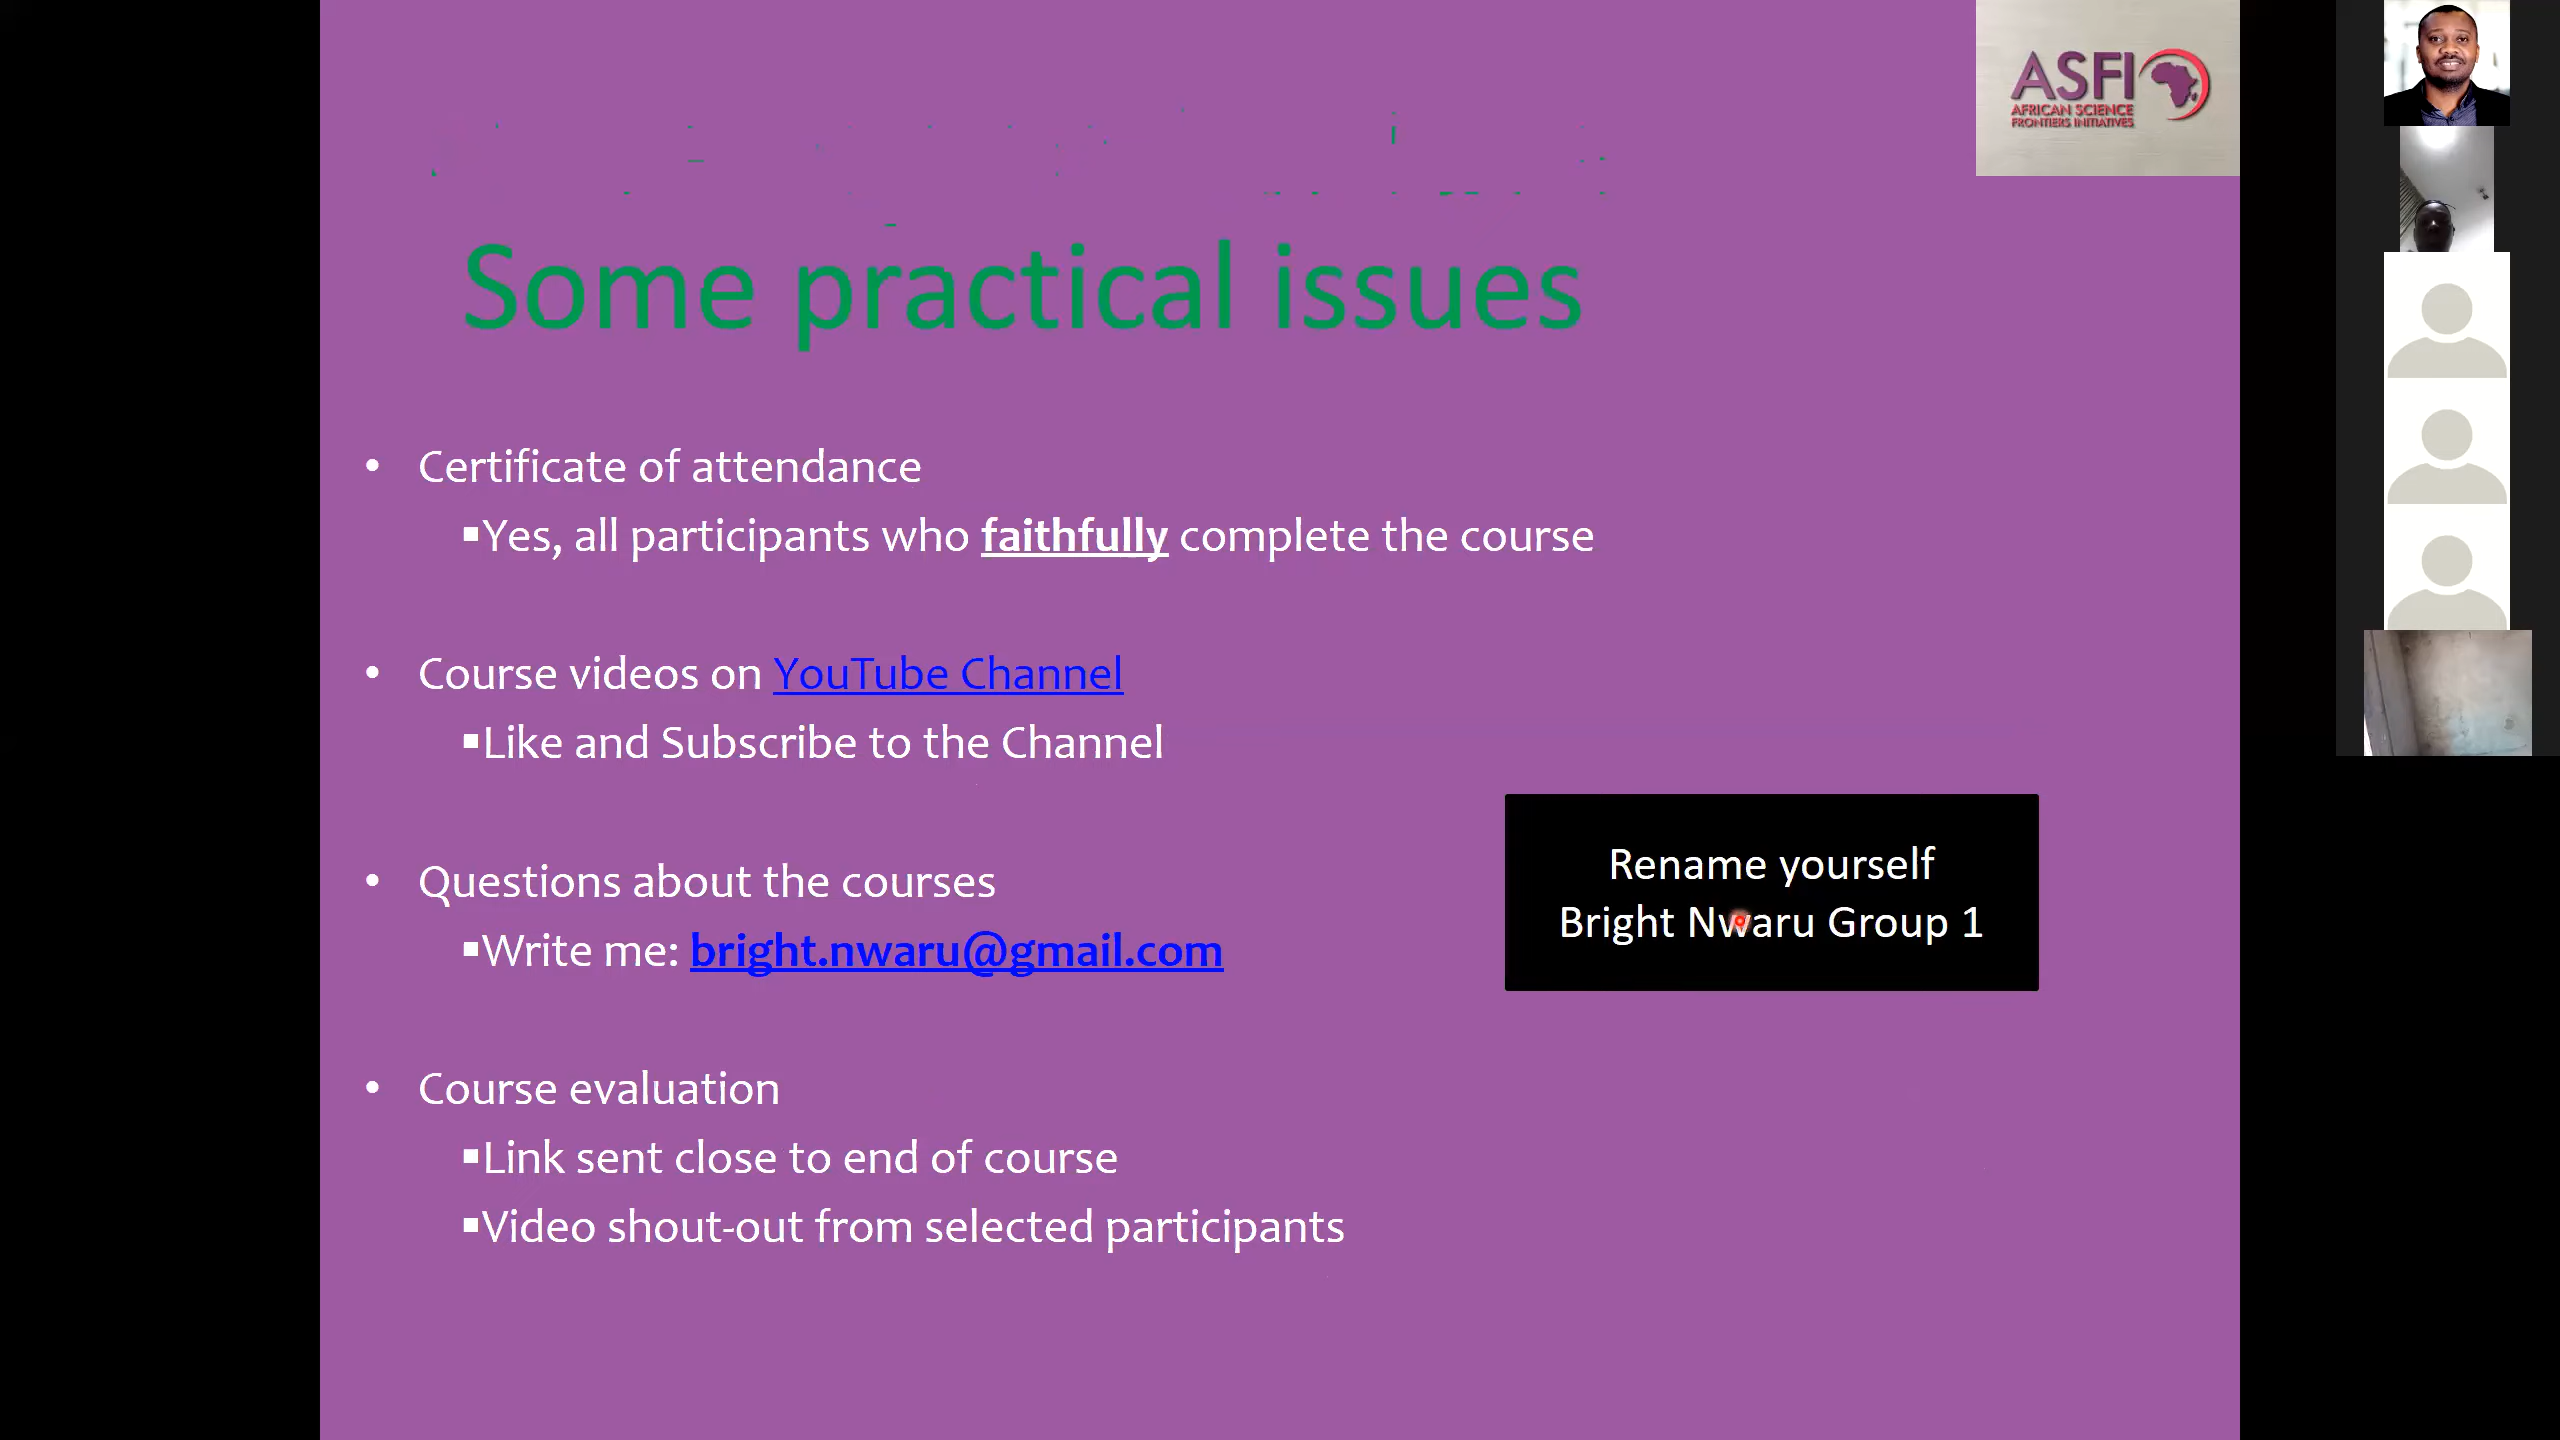 ASFI
AFRICAN SCIENCE
FRONTIERS INITIATIVES
Some practical issues
• Certificate of attendance
▪Yes, all participants who faithfully complete the course
• Course videos on YouTube Channel
▪Like and Subscribe to the Channel
• Questions about the courses
▪Write me: bright.nwaru@gmail.com
Rename yourself
Bright Nwaru Group 1
• Course evaluation
▪Link sent close to end of course
▪Video shout-out from selected participants